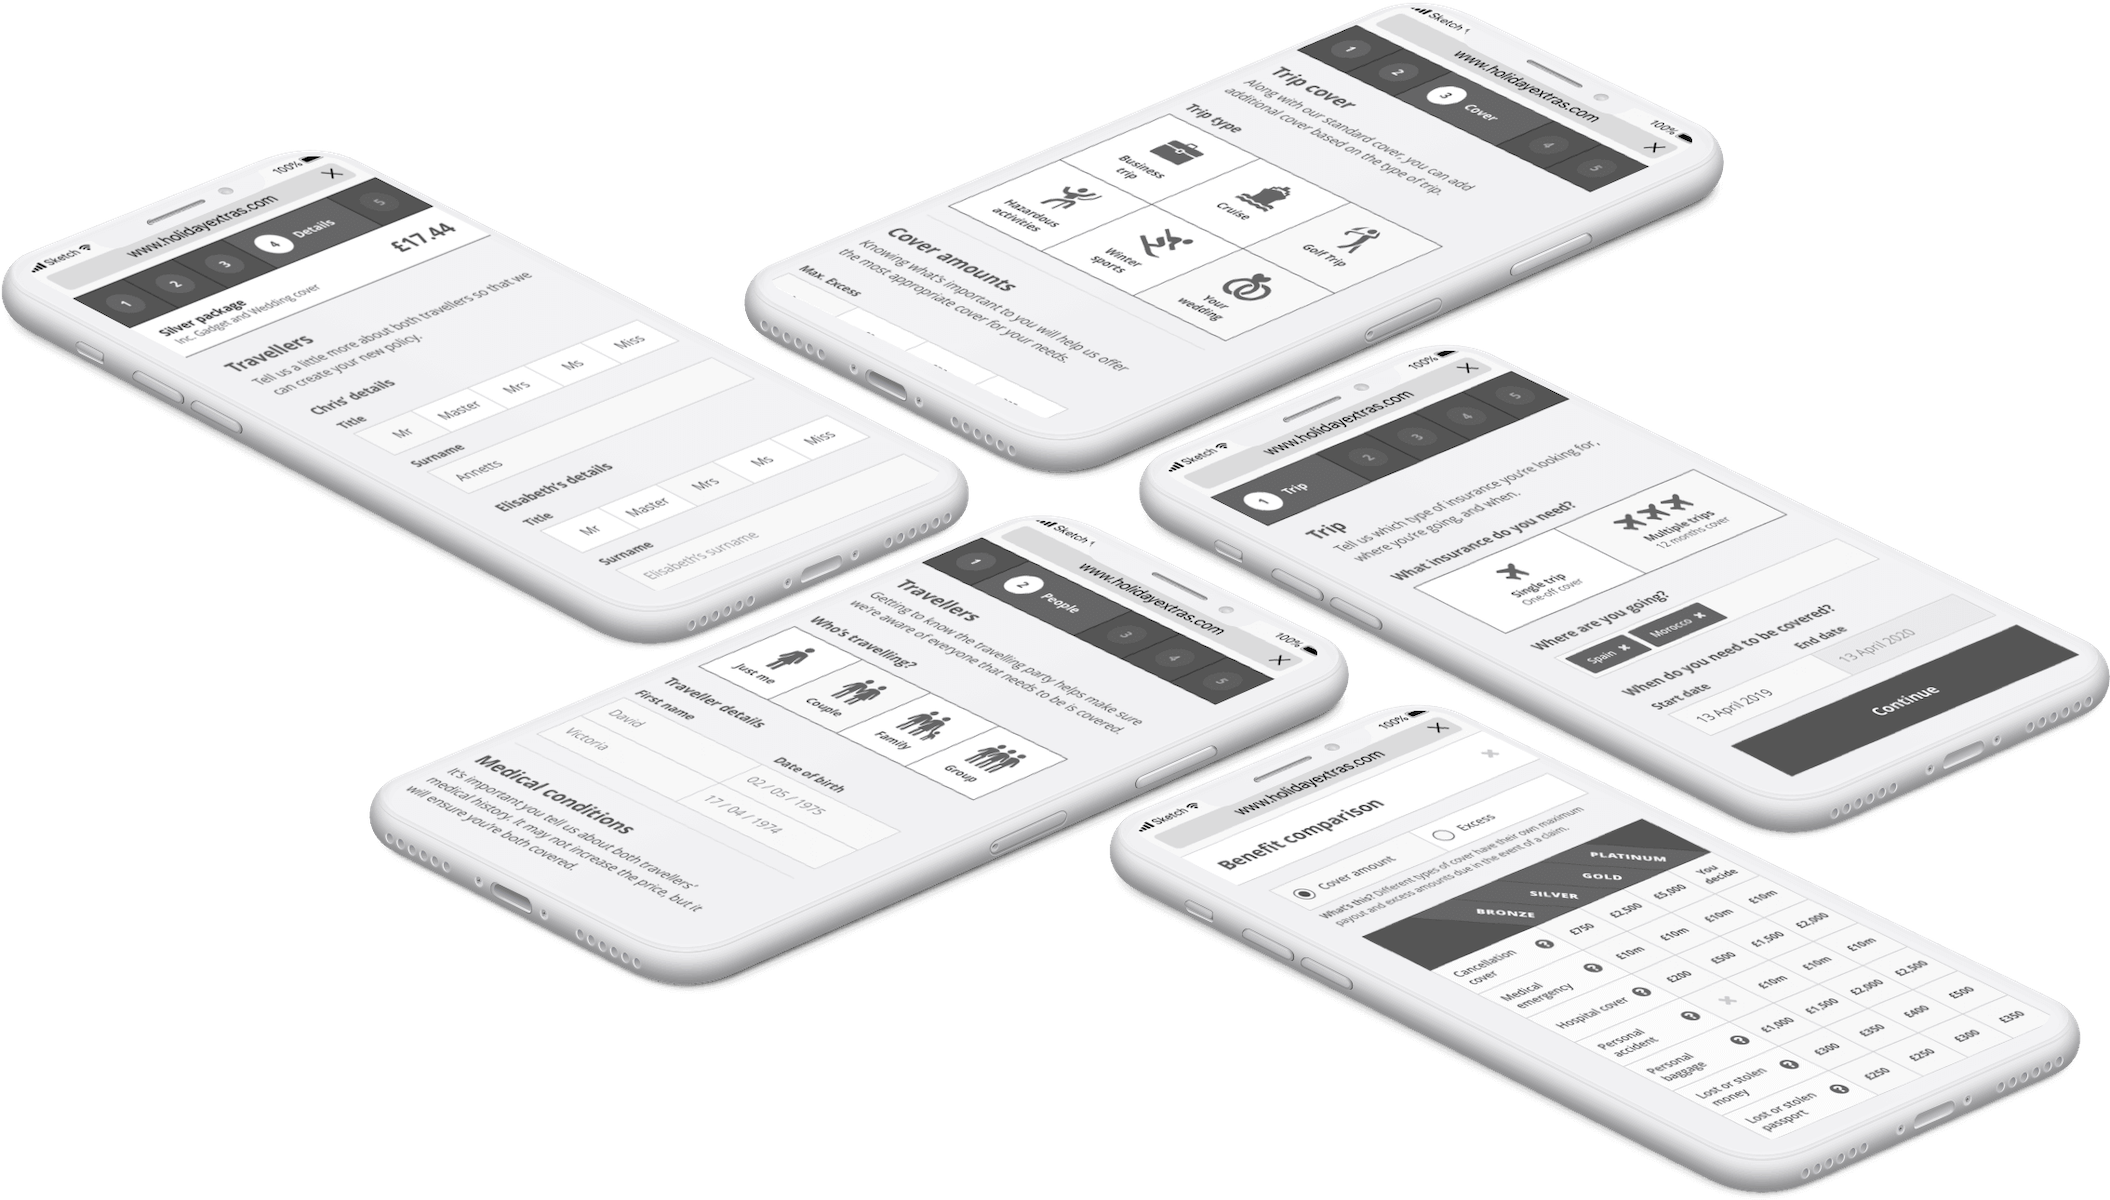 Sketch
100%
www.holidayextras.com
1
2
3
4 Details
5
Silver package
Inc. Gadget and Wedding cover
£17.44
Travellers
Tell us a little more about both travellers so that we
can create your new policy.
Chris' details
Title
Mr
Master
Mrs
Ms
Miss
Surname
Annetts
Elisabeth's details
Title
Mr
Master
Mrs
Ms
Miss
Surname
Elisabeth's surname
Sketch
100%
www.holidayextras.com
1
2
3 Cover
4
5
Trip cover
Along with our standard cover, you can add
additional cover based on the type of trip.
Trip type
Business
trip
Cruise
Golf Trip
Hazardous
activities
Winter
sports
Your
wedding
Cover amounts
Knowing what's important to you will help us offer
the most appropriate cover for your needs.
Max. Excess
Sketch
100%
www.holidayextras.com
1
2 People
3
4
5
Travellers
Getting to know the travelling party helps make sure
we're aware of everyone that needs to be is covered.
Who's travelling?
Just me
Couple
Family
Group
Traveller details
First name
Date of birth
David
02 / 05 / 1975
Victoria
17 / 04 / 1974
Medical conditions
It's important you tell us about both travellers'
medical history. It may not increase the price, but it
will ensure you're both covered.
Sketch
100%
www.holidayextras.com
1 Trip
2
3
4
5
Trip
Tell us which type of insurance you're looking for,
where you're going, and when.
What insurance do you need?
Single trip
One-off cover
Multiple trips
12 months cover
Where are you going?
Spain
Morocco
When do you need to be covered?
Start date
End date
13 April 2019
13 April 2020
Continue
Sketch
100%
www.holidayextras.com
Benefit comparison
Cover amount
Excess
What's this? Different types of cover have their own maximum
payout and excess amounts due in the event of a claim.
BRONZE
SILVER
GOLD
PLATINUM
Cancellation
cover
?
£750
£2,500
£5,000
You
decide
Medical
emergency
?
£10m
£10m
£10m
£10m
Hospital cover
?
£200
£500
£1,500
£2,000
Personal
accident
?
£10m
£10m
£10m
Personal
baggage
?
£1,000
£1,500
£2,000
£2,500
Lost or stolen
money
?
£300
£350
£400
£500
Lost or stolen
passport
?
£250
£250
£300
£350